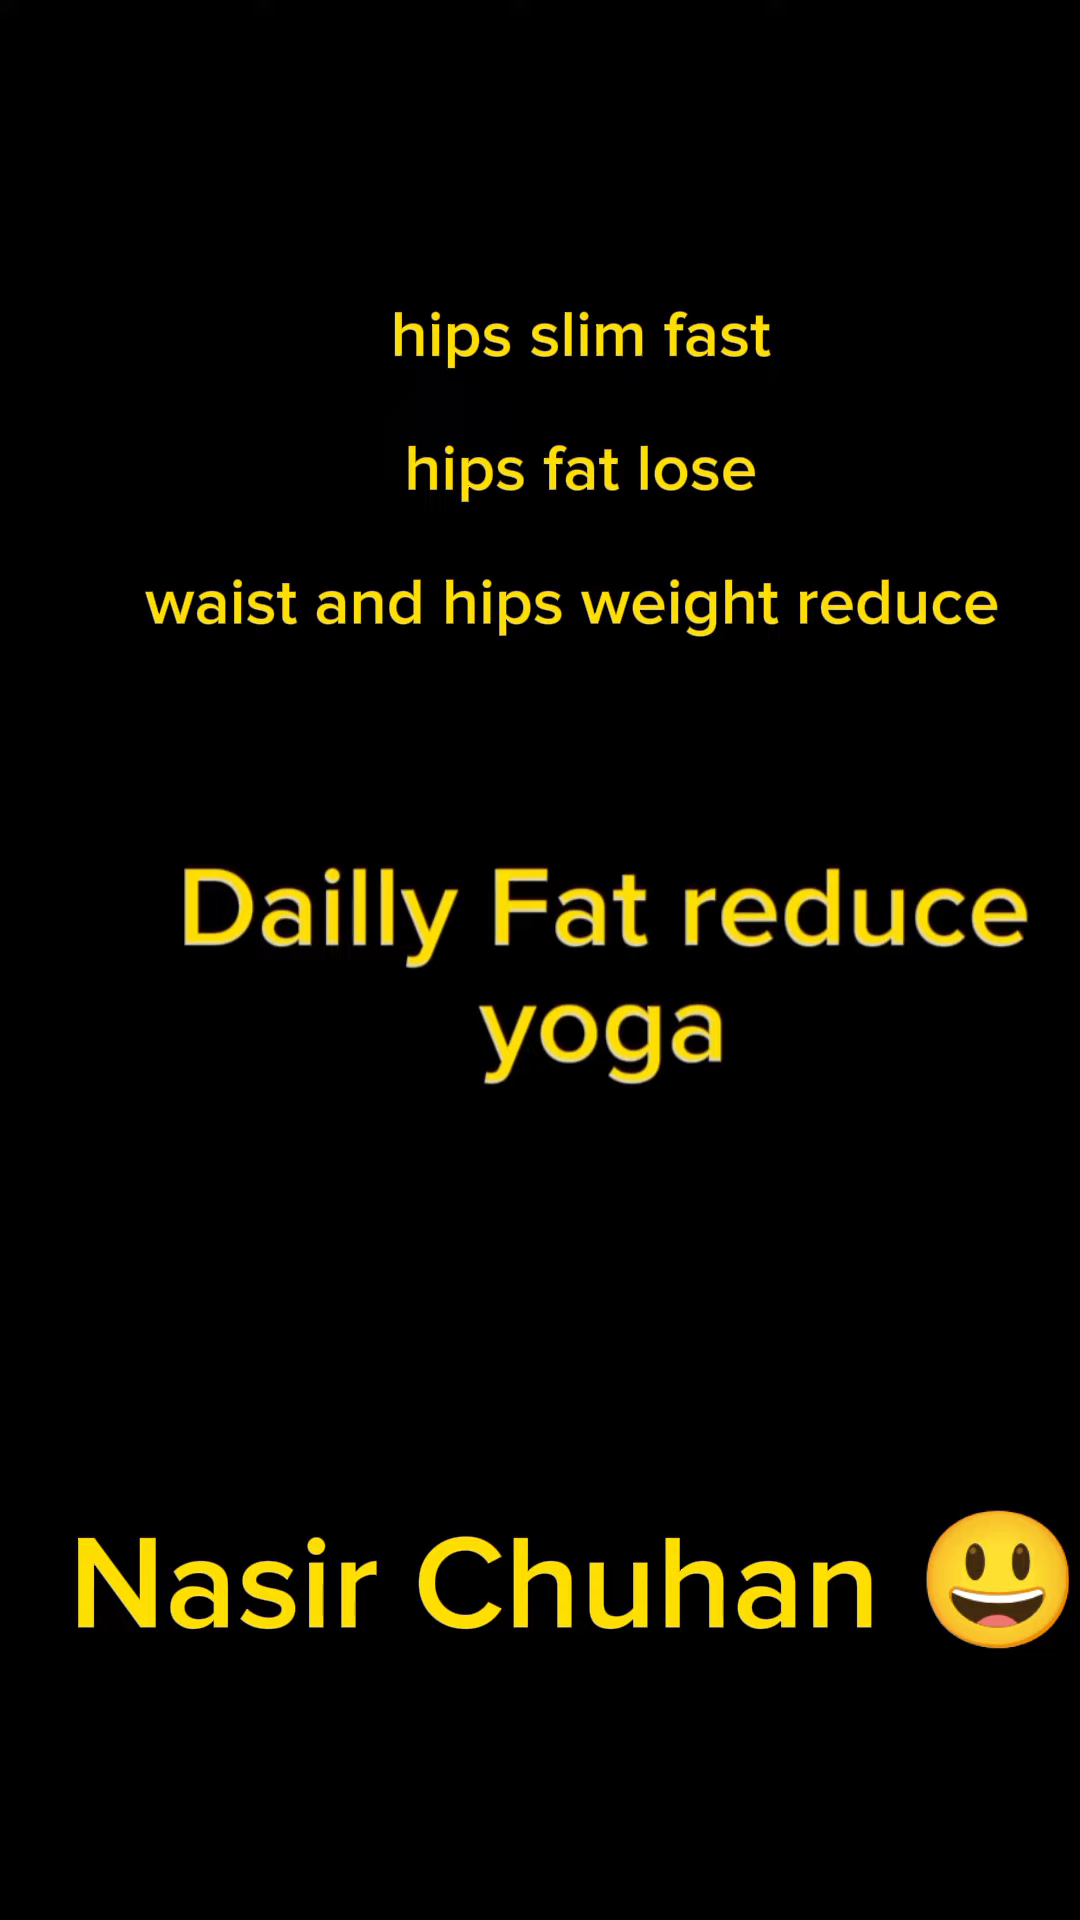 hips slim fast
hips fat lose
waist and hips weight reduce
Dailly Fat reduce
yoga
Nasir Chuhan 😃